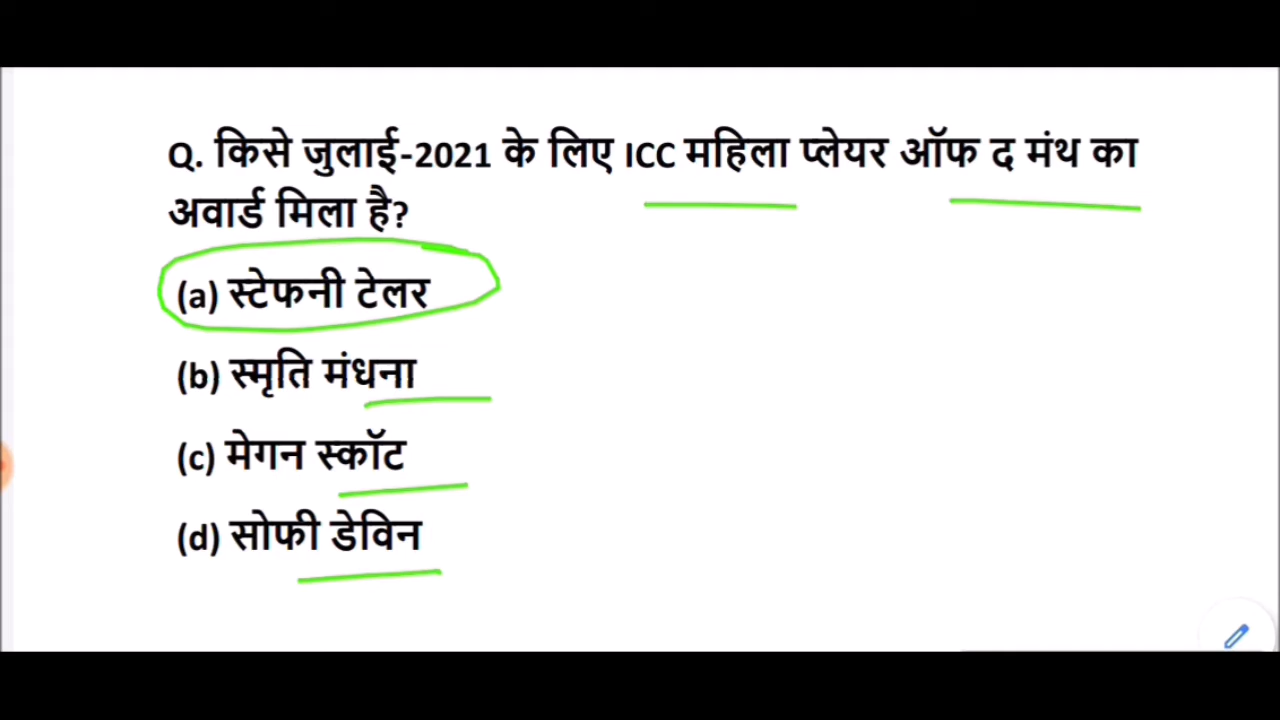 Q. किसे जुलाई-2021 के लिए ICC महिला प्लेयर ऑफ द मंथ का
अवार्ड मिला है?
(a) स्टेफनी टेलर
(b) स्मृति मंधना
(c) मेगन स्कॉट
(d) सोफी डेविन